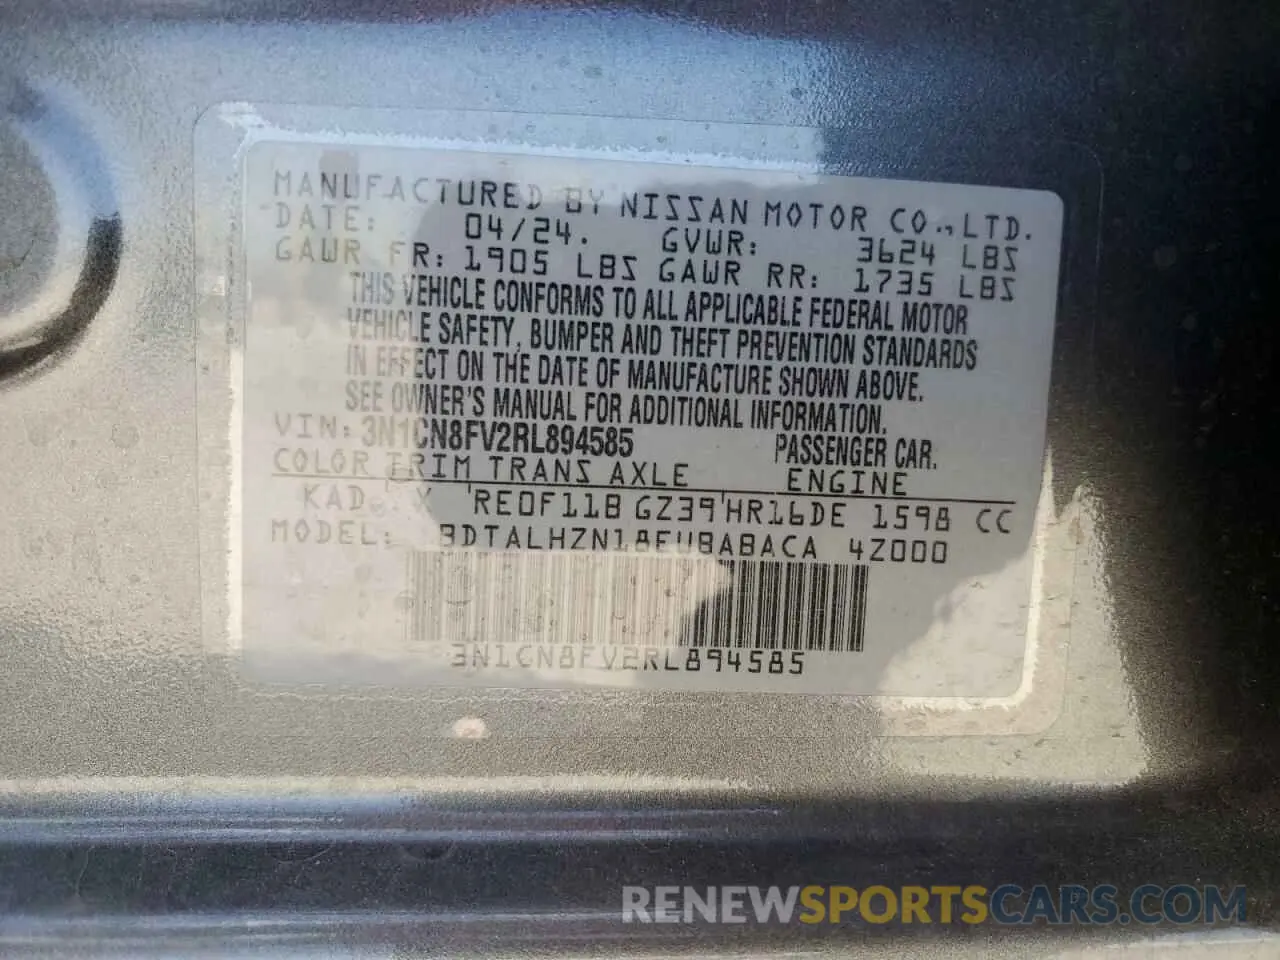 MANUFACTURED BY NISSAN MOTOR CO.,LTD.
DATE: 04/24. GVWR: 3624 LBS
GAWR FR: 1905 LBS GAWR RR: 1735 LBS
THIS VEHICLE CONFORMS TO ALL APPLICABLE FEDERAL MOTOR
VEHICLE SAFETY, BUMPER AND THEFT PREVENTION STANDARDS
IN EFFECT ON THE DATE OF MANUFACTURE SHOWN ABOVE.
SEE OWNER'S MANUAL FOR ADDITIONAL INFORMATION.
VIN: 3N1CN8FV2RL894585 PASSENGER CAR.
COLOR TRIM TRANS AXLE ENGINE
KAD RE0F11B GZ39 HR16DE 1598 CC
MODEL: 4Z000
3N1CN8FV2RL894585
RENEWSPORTSCARS.COM